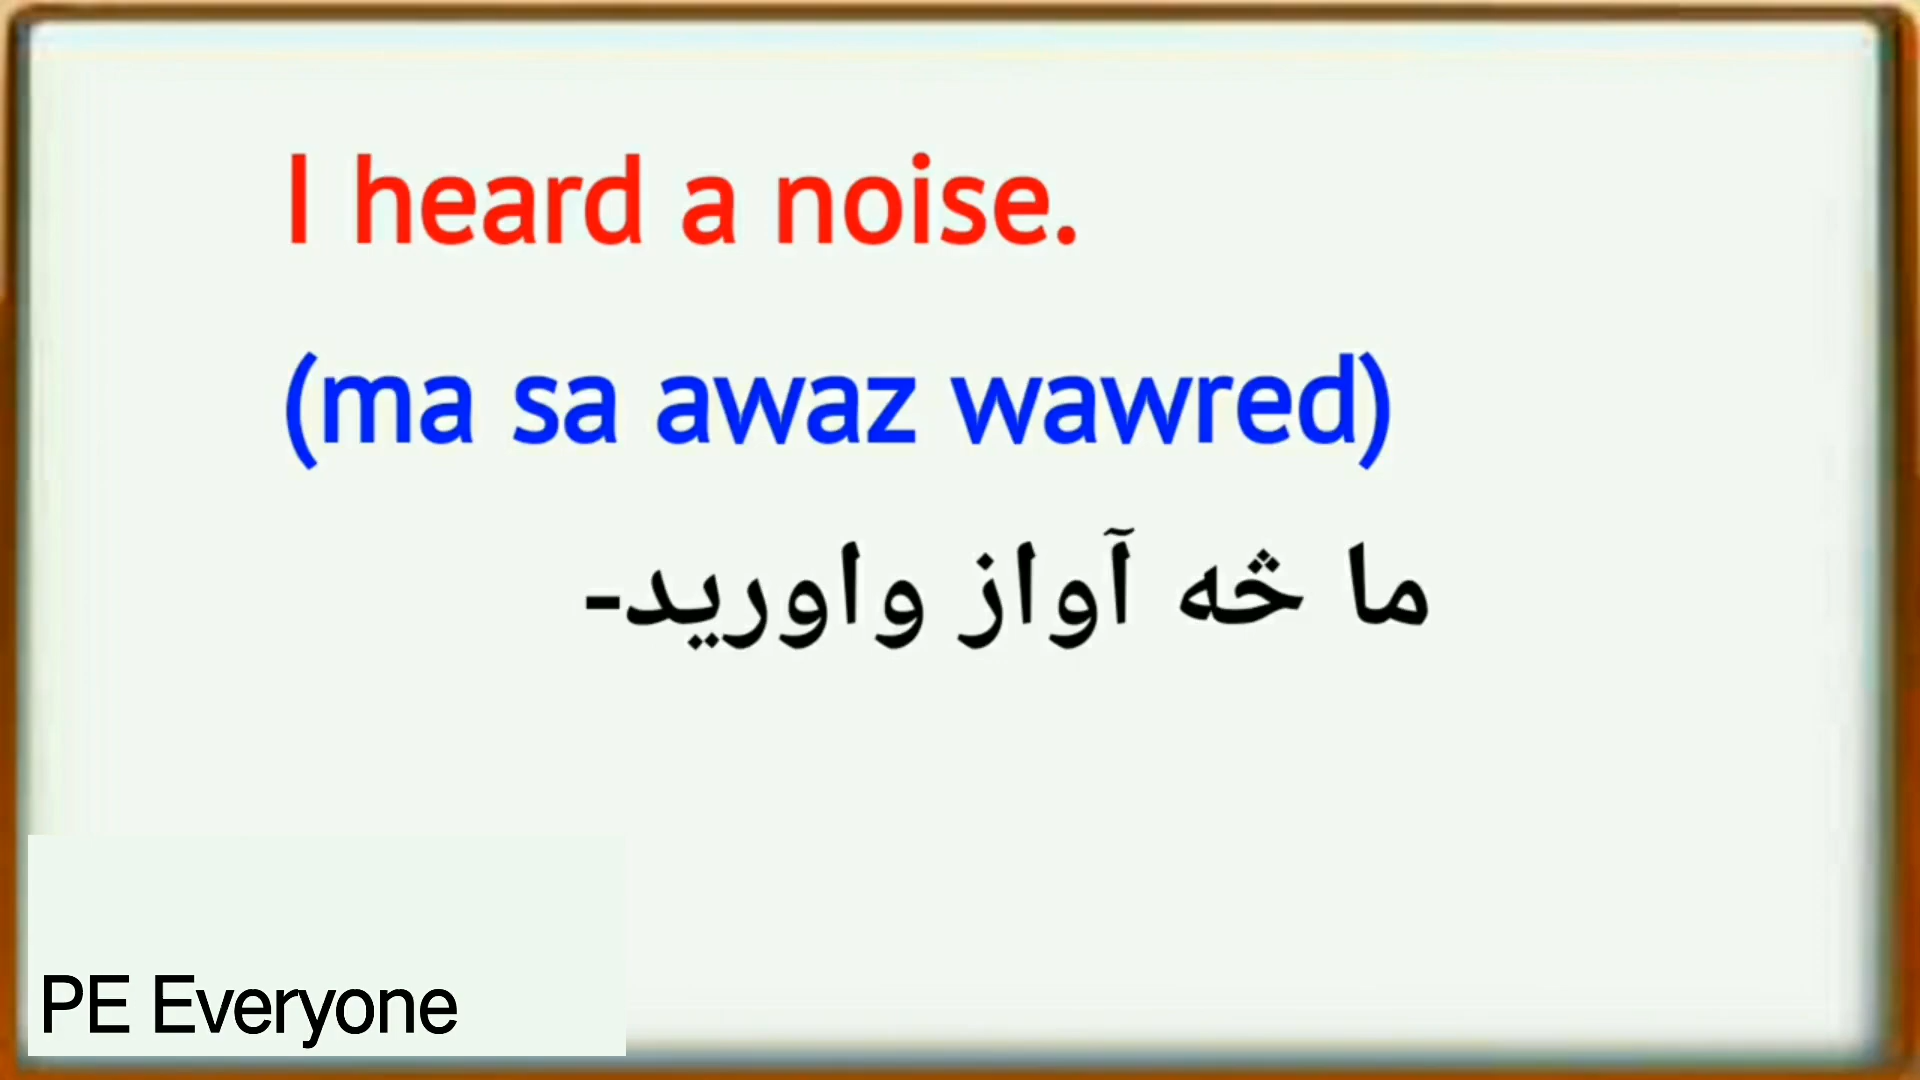 I heard a noise.
(ma sa awaz wawred)
ما څه آواز واورید-
PE Everyone